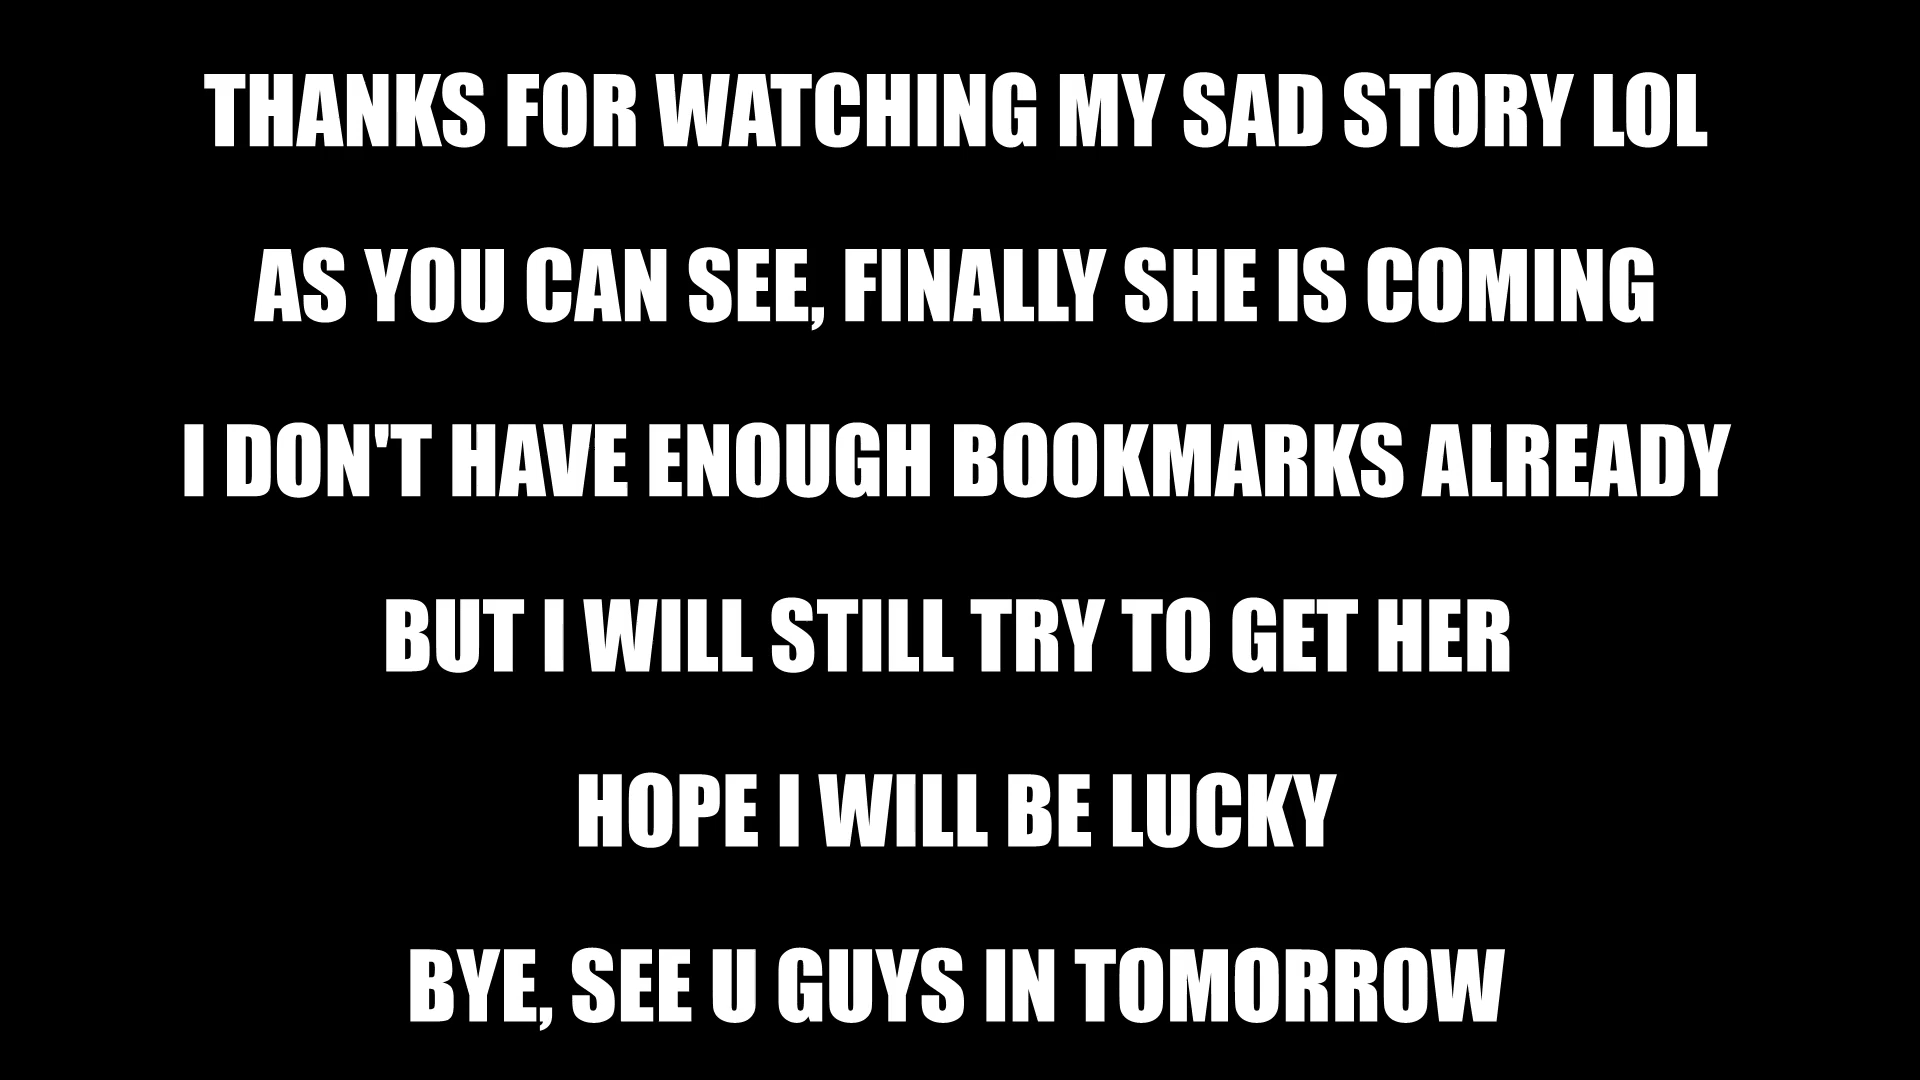 THANKS FOR WATCHING MY SAD STORY LOL
AS YOU CAN SEE, FINALLY SHE IS COMING
I DON'T HAVE ENOUGH BOOKMARKS ALREADY
BUT I WILL STILL TRY TO GET HER
HOPE I WILL BE LUCKY
BYE, SEE U GUYS IN TOMORROW